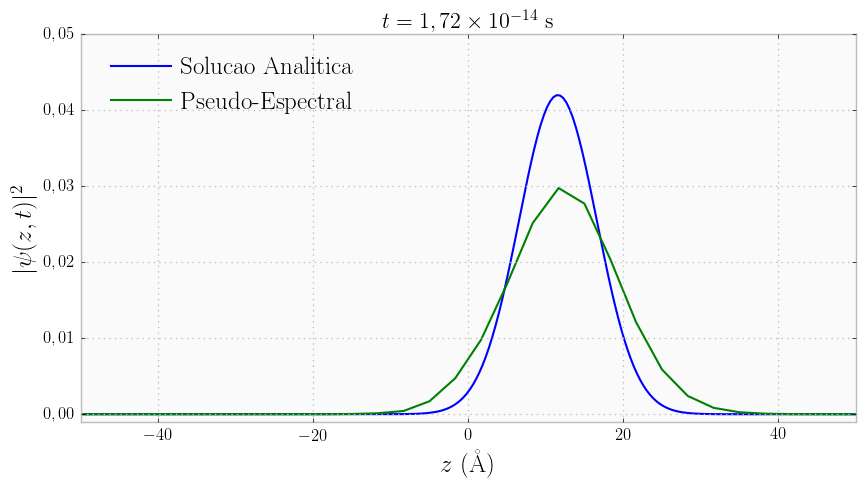 t = 1,72 × 10⁻¹⁴ s
0,05
Solucao Analitica
Pseudo-Espectral
0,04
0,03
0,02
0,01
0,00
|ψ(z, t)|²
−40
−20
0
20
40
z (Å)